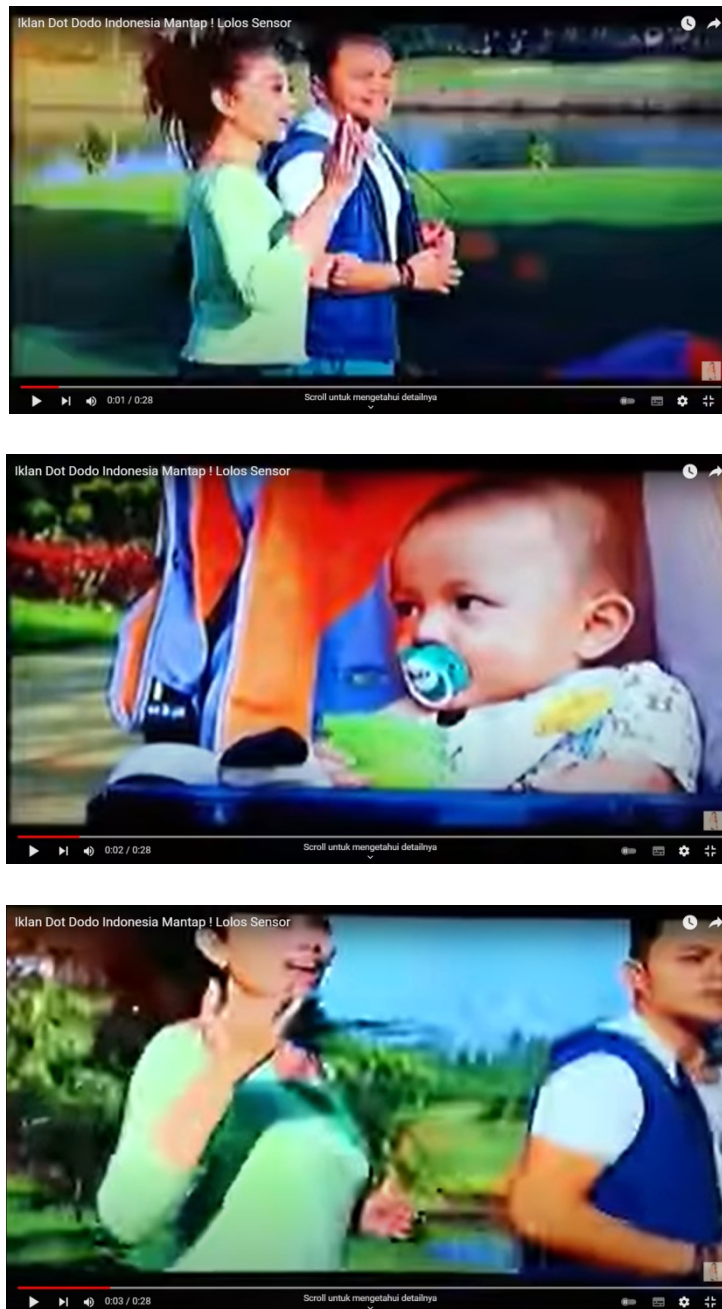 Iklan Dot Dodo Indonesia Mantap ! Lolos Sensor
0:01 / 0:28
Scroll untuk mengetahui detailnya
Iklan Dot Dodo Indonesia Mantap ! Lolos Sensor
0:02 / 0:28
Scroll untuk mengetahui detailnya
Iklan Dot Dodo Indonesia Mantap ! Lolos Sensor
0:03 / 0:28
Scroll untuk mengetahui detailnya